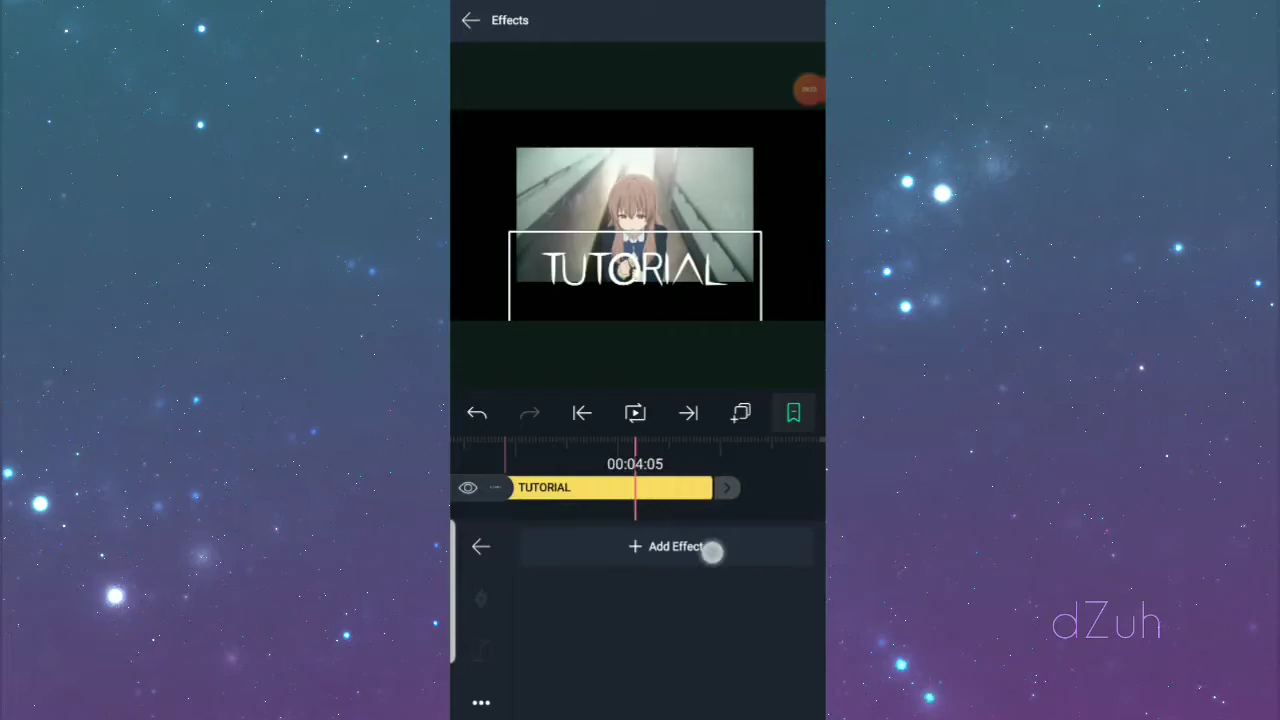 Effects
TUTORIAL
00:04:05
TUTORIAL
+ Add Effect
dZuh